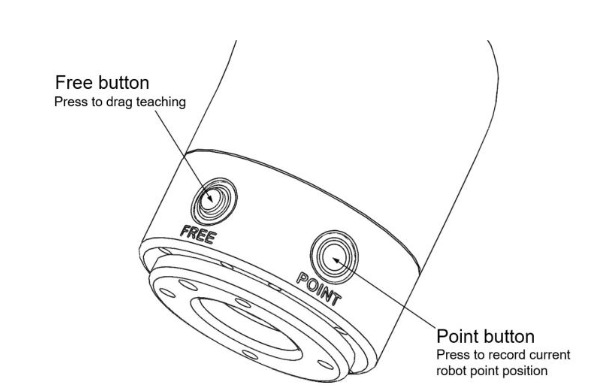 Free button
Press to drag teaching
FREE
POINT
Point button
Press to record current
robot point position